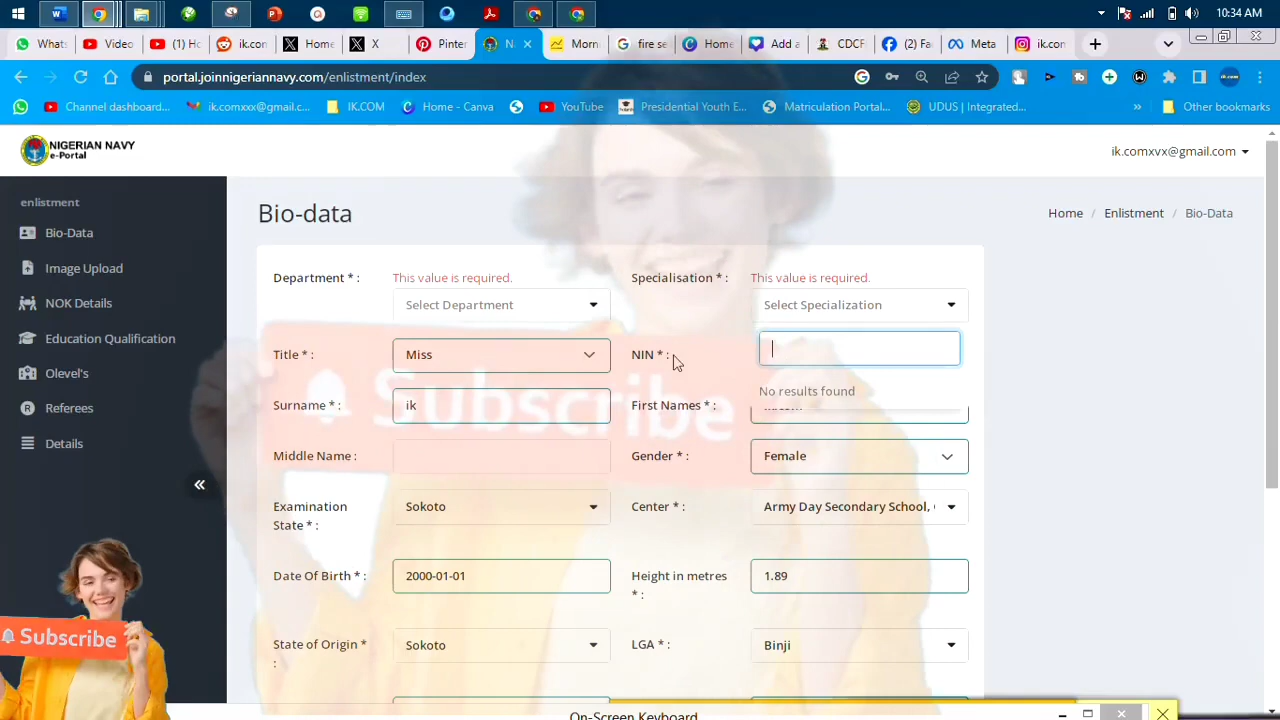 10:34 AM
Whats
Video
(1) Ho
ik.con
Home
X
Pinter
Ni
Morn
fire se
Home
Add a
CDCF
(2) Fa
Meta
ik.con
portal.joinnigeriannavy.com/enlistment/index
Channel dashboard...
ik.comxxx@gmail.c...
IK.COM
Home - Canva
YouTube
Presidential Youth E...
Matriculation Portal...
UDUS | Integrated...
»
Other bookmarks
NIGERIAN NAVY
e-Portal
ik.comxvx@gmail.com
enlistment
Bio-Data
Image Upload
NOK Details
Education Qualification
Olevel's
Referees
Details
«
Bio-data
Home / Enlistment / Bio-Data
Department * : This value is required. Specialisation * : This value is required.
Select Department Select Specialization
Title * : Miss NIN * :
No results found
Surname * : ik First Names * :
Middle Name : Gender * : Female
Examination State * : Sokoto Center * : Army Day Secondary School,
Date Of Birth * : 2000-01-01 Height in metres * : 1.89
State of Origin * : Sokoto LGA * : Binji
Subscribe
Subscribe
On-Screen Keyboard